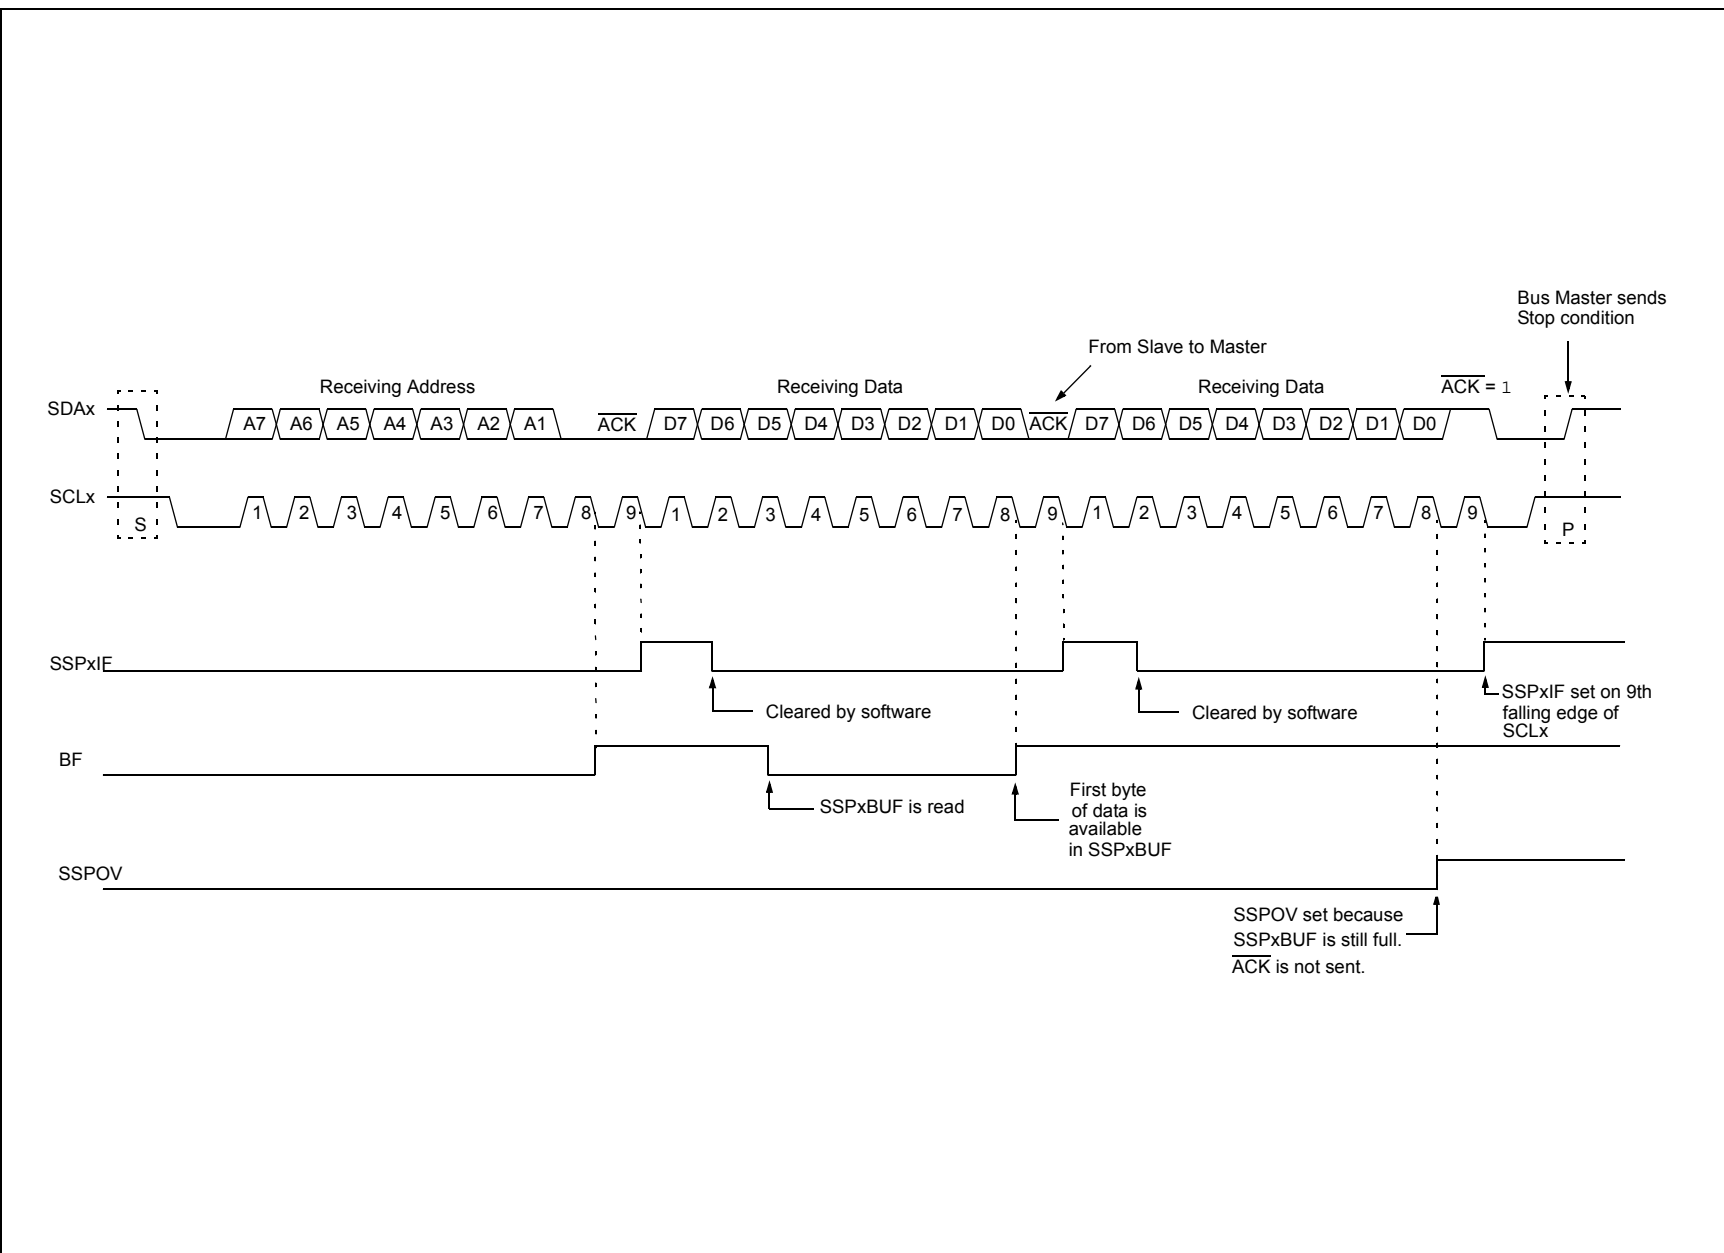 Bus Master sends
Stop condition
From Slave to Master
Receiving Address
Receiving Data
Receiving Data
ACK = 1
SDAx
A7 A6 A5 A4 A3 A2 A1 ACK D7 D6 D5 D4 D3 D2 D1 D0 ACK D7 D6 D5 D4 D3 D2 D1 D0
SCLx
S
1 2 3 4 5 6 7 8 9 1 2 3 4 5 6 7 8 9 1 2 3 4 5 6 7 8 9
P
SSPxIF
Cleared by software
Cleared by software
SSPxIF set on 9th
falling edge of
SCLx
BF
SSPxBUF is read
First byte
of data is
available
in SSPxBUF
SSPOV
SSPOV set because
SSPxBUF is still full.
ACK is not sent.